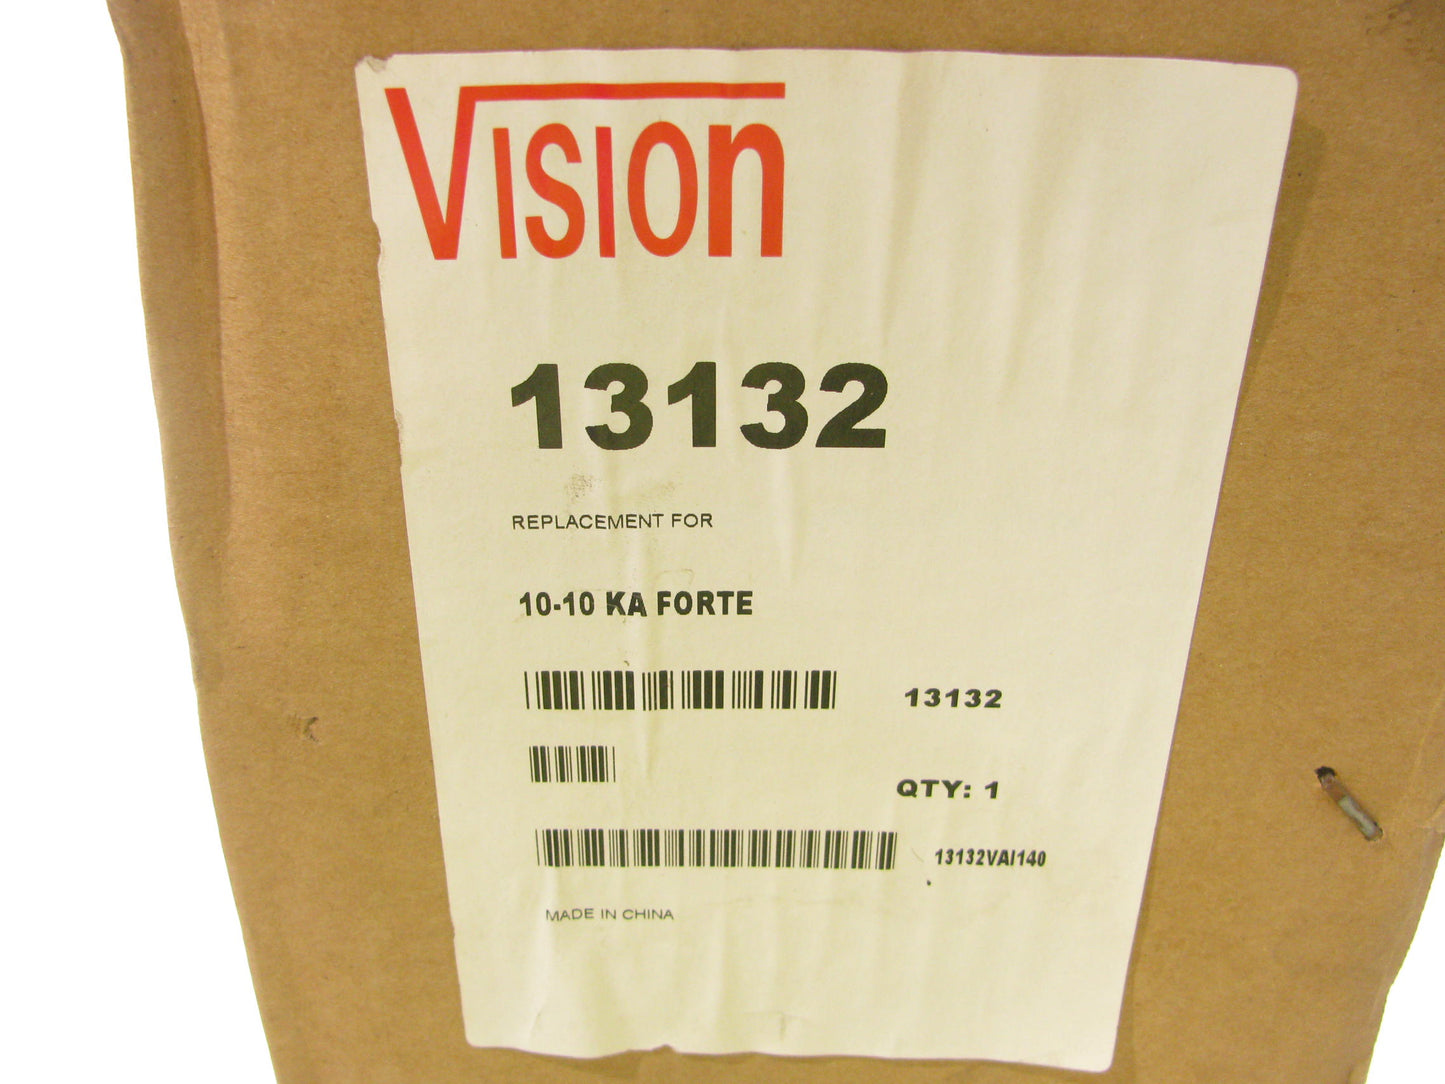 VISION
13132
REPLACEMENT FOR
10-10 KA FORTE
13132
QTY: 1
13132VAI140
MADE IN CHINA